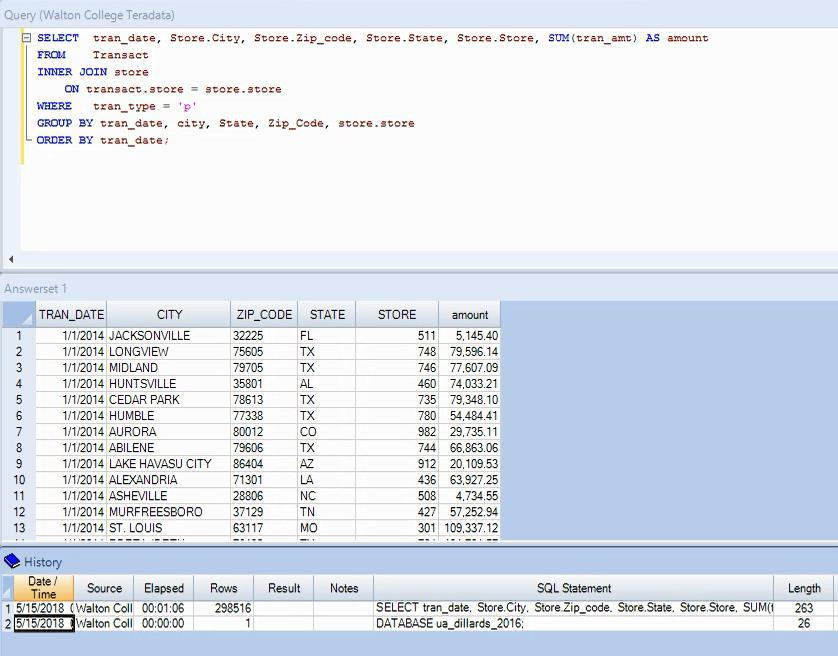 Query (Walton College Teradata)
SELECT tran_date, Store.City, Store.Zip_code, Store.State, Store.Store, SUM(tran_amt) AS amount
FROM Transact
INNER JOIN store
ON transact.store = store.store
WHERE tran_type = 'p'
GROUP BY tran_date, city, State, Zip_Code, store.store
ORDER BY tran_date;
Answerset 1
TRAN_DATE CITY ZIP_CODE STATE STORE amount
1 1/1/2014 JACKSONVILLE 32225 FL 511 5,145.40
2 1/1/2014 LONGVIEW 75605 TX 748 79,596.14
3 1/1/2014 MIDLAND 79705 TX 746 77,607.09
4 1/1/2014 HUNTSVILLE 35801 AL 460 74,033.21
5 1/1/2014 CEDAR PARK 78613 TX 735 79,348.10
6 1/1/2014 HUMBLE 77338 TX 780 54,484.41
7 1/1/2014 AURORA 80012 CO 982 29,735.11
8 1/1/2014 ABILENE 79606 TX 744 66,863.06
9 1/1/2014 LAKE HAVASU CITY 86404 AZ 912 20,109.53
10 1/1/2014 ALEXANDRIA 71301 LA 436 63,927.25
11 1/1/2014 ASHEVILLE 28806 NC 508 4,734.55
12 1/1/2014 MURFREESBORO 37129 TN 427 57,252.94
13 1/1/2014 ST. LOUIS 63117 MO 301 109,337.12
History
Date / Time Source Elapsed Rows Result Notes SQL Statement Length
1 5/15/2018 Walton Coll 00:01:06 298516 SELECT tran_date, Store.City, Store.Zip_code, Store.State, Store.Store, SUM(t 263
2 5/15/2018 Walton Coll 00:00:00 1 DATABASE ua_dillards_2016; 26